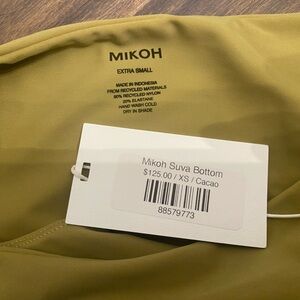 MIKOH
EXTRA SMALL
MADE IN INDONESIA
FROM RECYCLED MATERIALS
80% RECYCLED NYLON
20% ELASTANE
HAND WASH COLD
DRY IN SHADE
Mikoh Suva Bottom
$125.00 / XS / Cacao
88579773